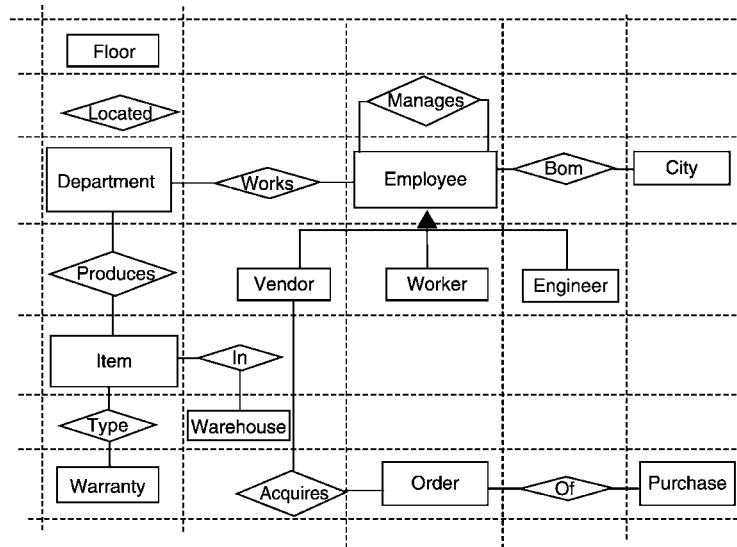 Floor
Located
Manages
Department
Works
Employee
Bom
City
Produces
Vendor
Worker
Engineer
Item
In
Type
Warehouse
Warranty
Acquires
Order
Of
Purchase